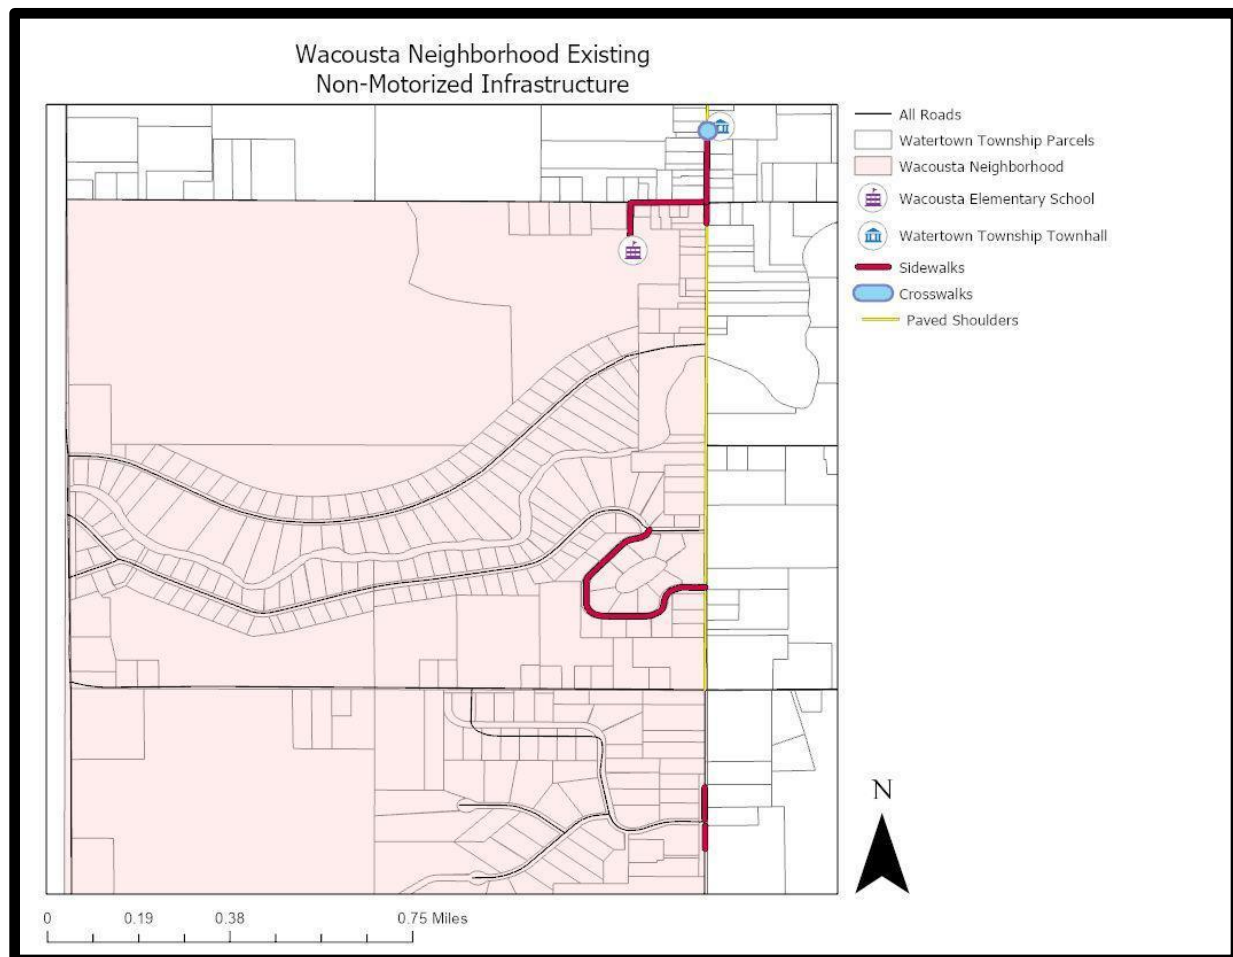 Wacousta Neighborhood Existing
Non-Motorized Infrastructure
All Roads
Watertown Township Parcels
Wacousta Neighborhood
Wacousta Elementary School
Watertown Township Townhall
Sidewalks
Crosswalks
Paved Shoulders
N
0 0.19 0.38 0.75 Miles